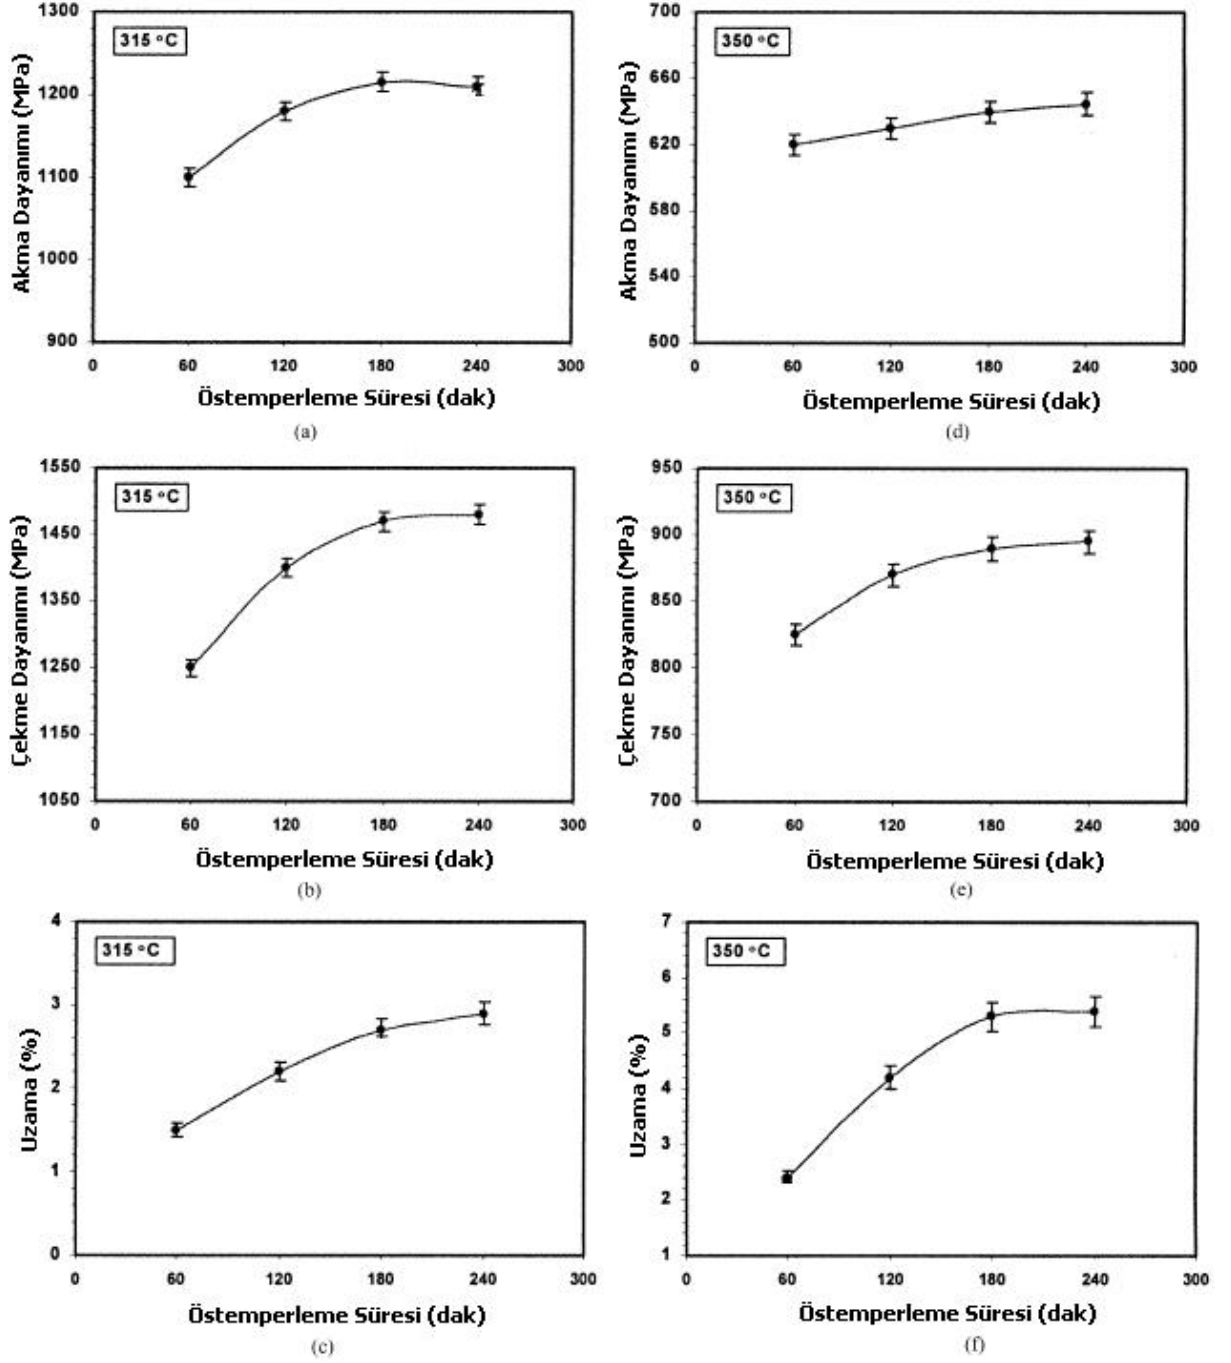 Akma Dayanımı (MPa)
1300
1200
1100
1000
900
315 °C
0 60 120 180 240 300
Östemperleme Süresi (dak)
(a)
Akma Dayanımı (MPa)
700
660
620
580
540
500
350 °C
0 60 120 180 240 300
Östemperleme Süresi (dak)
(d)
Çekme Dayanımı (MPa)
1550
1450
1350
1250
1150
1050
315 °C
0 60 120 180 240 300
Östemperleme Süresi (dak)
(b)
Çekme Dayanımı (MPa)
950
900
850
800
750
700
350 °C
0 60 120 180 240 300
Östemperleme Süresi (dak)
(e)
Uzama (%)
4
3
2
1
0
315 °C
0 60 120 180 240 300
Östemperleme Süresi (dak)
(c)
Uzama (%)
7
6
5
4
3
2
1
350 °C
0 60 120 180 240 300
Östemperleme Süresi (dak)
(f)